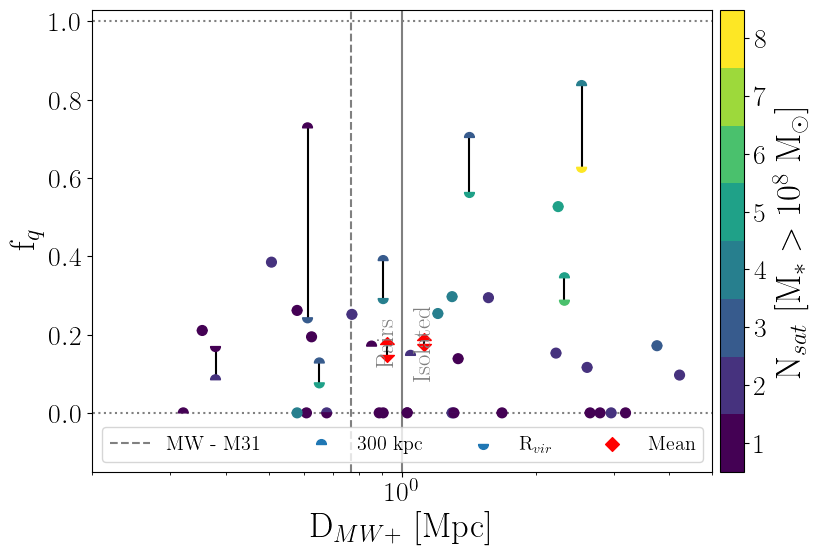 1.0
0.8
0.6
0.4
0.2
0.0
f_q
Pairs
Isolated
MW - M31
300 kpc
R_vir
Mean
10^0
D_MW+ [Mpc]
8
7
6
5
4
3
2
1
N_sat [M_* > 10^8 M_⊙]